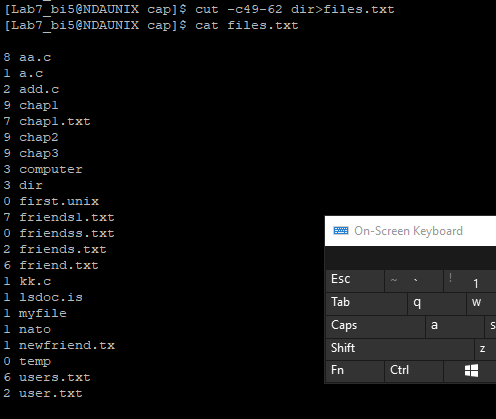 [Lab7_bi5@NDAUNIX cap]$ cut -c49-62 dir>files.txt
[Lab7_bi5@NDAUNIX cap]$ cat files.txt
8 aa.c
1 a.c
2 add.c
9 chap1
7 chap1.txt
9 chap2
9 chap3
3 computer
3 dir
0 first.unix
7 friends1.txt
0 friendss.txt
2 friends.txt
6 friend.txt
1 kk.c
1 lsdoc.is
1 myfile
1 nato
1 newfriend.tx
0 temp
6 users.txt
2 user.txt
On-Screen Keyboard
Esc ~ ` ! 1
Tab q w
Caps a s
Shift z
Fn Ctrl